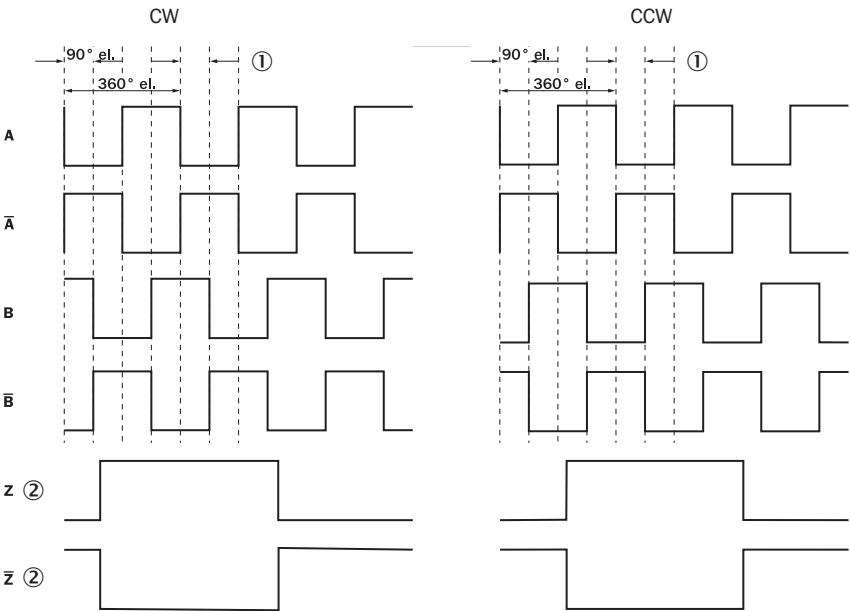 CW CCW
90° el. ① 90° el. ①
360° el. 360° el.
A
A̅
B
B̅
Z ②
Z̅ ②